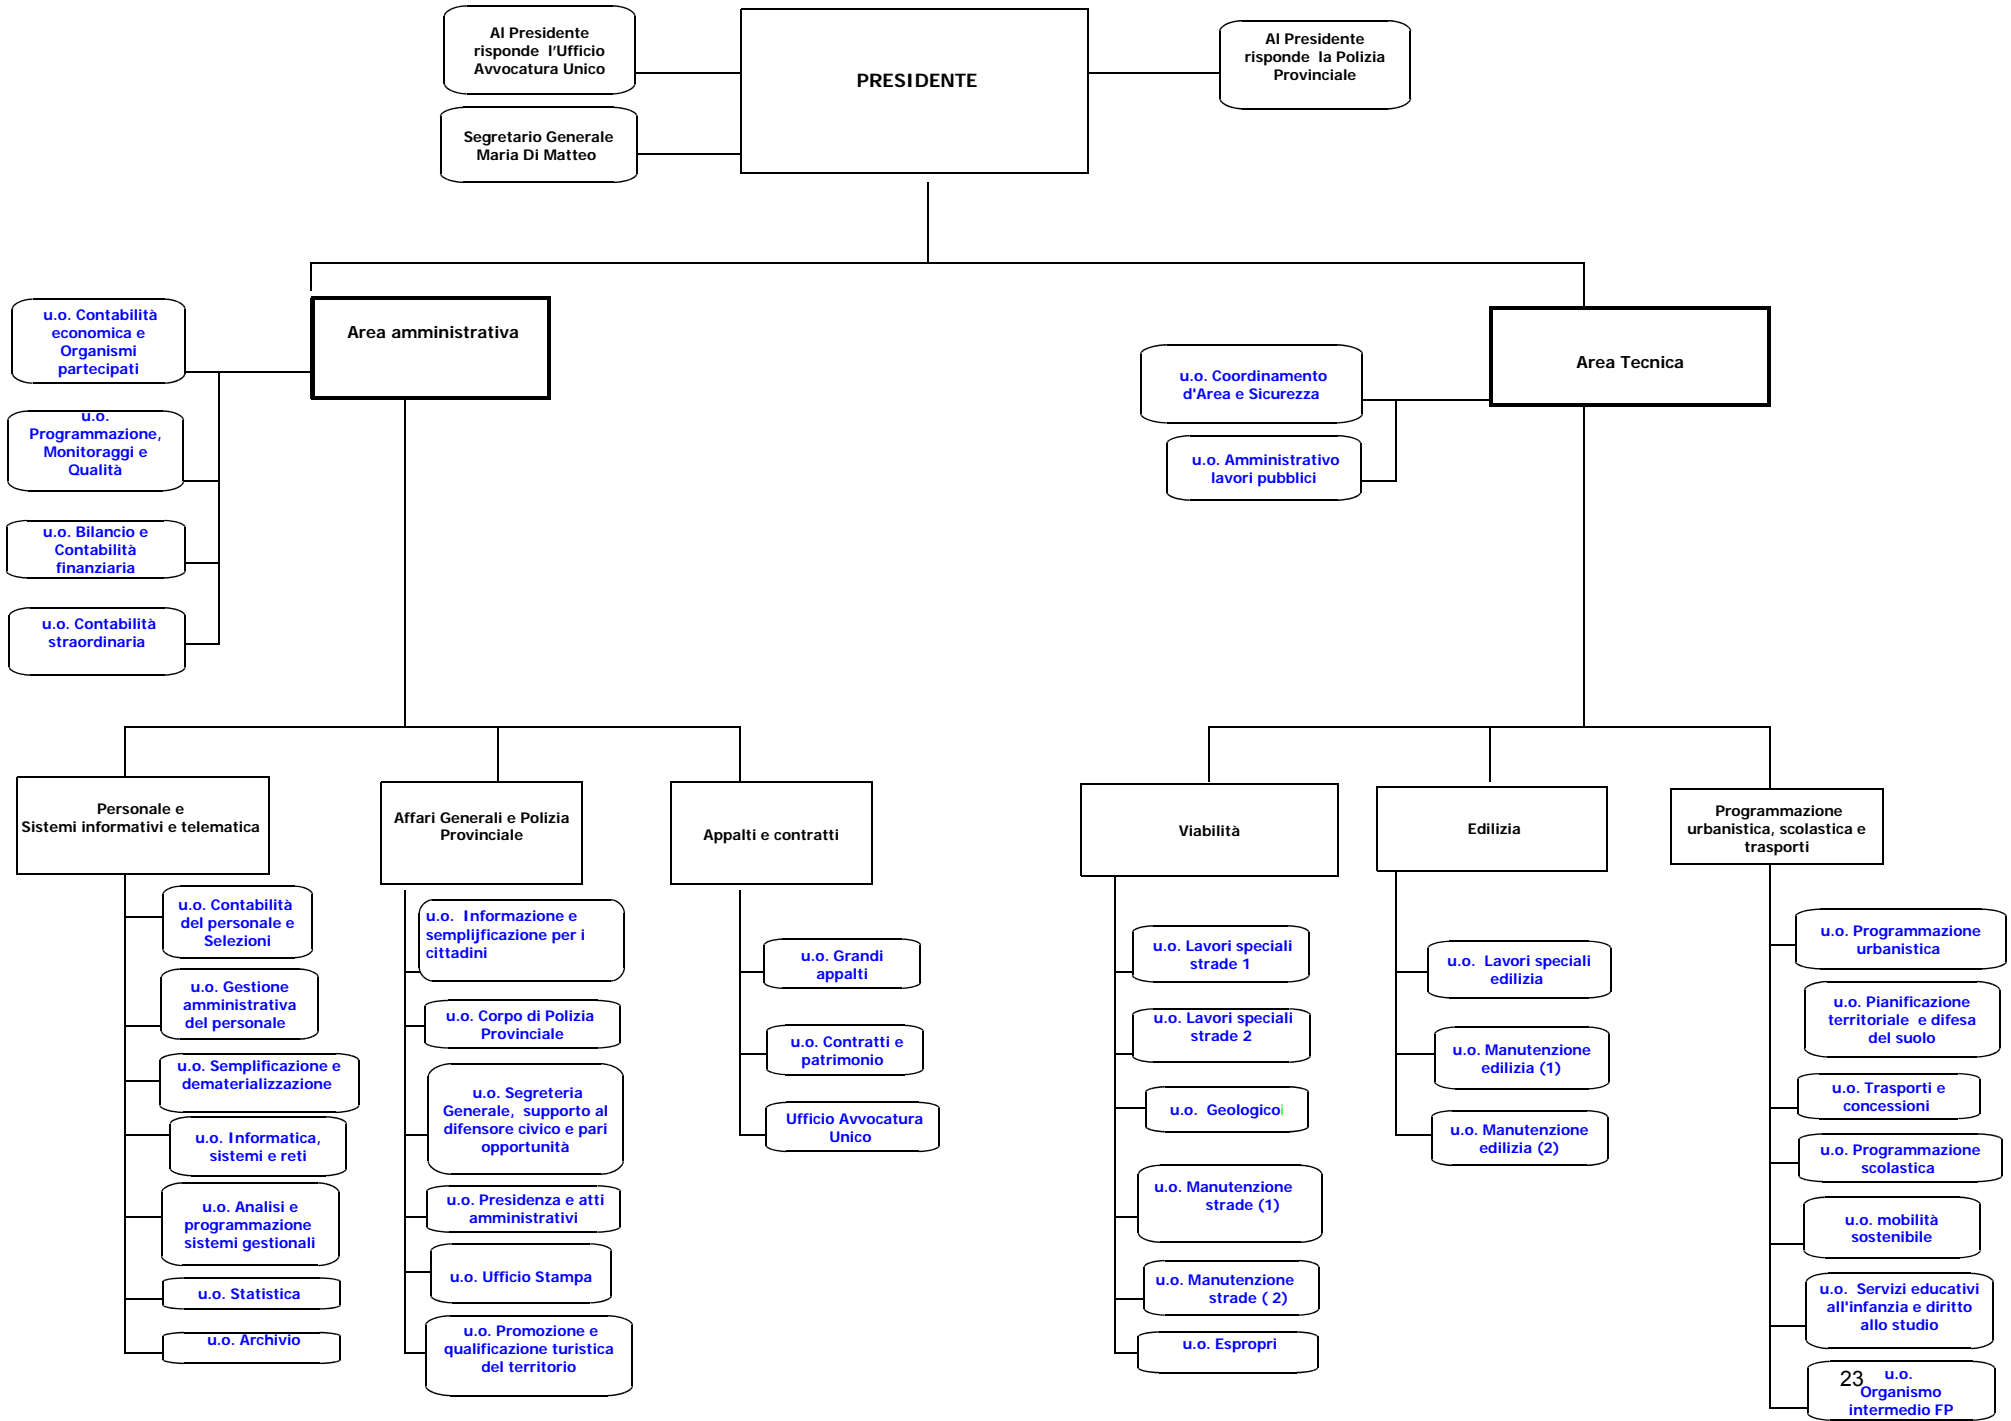 Al Presidente
risponde l'Ufficio
Avvocatura Unico
PRESIDENTE
Al Presidente
risponde la Polizia
Provinciale
Segretario Generale
Maria Di Matteo
Area amministrativa
u.o. Contabilità
economica e
Organismi
partecipati
u.o.
Programmazione,
Monitoraggi e
Qualità
u.o. Bilancio e
Contabilità
finanziaria
u.o. Contabilità
straordinaria
Area Tecnica
u.o. Coordinamento
d'Area e Sicurezza
u.o. Amministrativo
lavori pubblici
Personale e
Sistemi informativi e telematica
u.o. Contabilità
del personale e
Selezioni
u.o. Gestione
amministrativa
del personale
u.o. Semplificazione e
dematerializzazione
u.o. Informatica,
sistemi e reti
u.o. Analisi e
programmazione
sistemi gestionali
u.o. Statistica
u.o. Archivio
Affari Generali e Polizia
Provinciale
u.o. Informazione e
semplijficazione per i
cittadini
u.o. Corpo di Polizia
Provinciale
u.o. Segreteria
Generale, supporto al
difensore civico e pari
opportunità
u.o. Presidenza e atti
amministrativi
u.o. Ufficio Stampa
u.o. Promozione e
qualificazione turistica
del territorio
Appalti e contratti
u.o. Grandi
appalti
u.o. Contratti e
patrimonio
Ufficio Avvocatura
Unico
Viabilità
u.o. Lavori speciali
strade 1
u.o. Lavori speciali
strade 2
u.o. Geologicoi
u.o. Manutenzione
strade (1)
u.o. Manutenzione
strade ( 2)
u.o. Espropri
Edilizia
u.o. Lavori speciali
edilizia
u.o. Manutenzione
edilizia (1)
u.o. Manutenzione
edilizia (2)
Programmazione
urbanistica, scolastica e
trasporti
u.o. Programmazione
urbanistica
u.o. Pianificazione
territoriale e difesa
del suolo
u.o. Trasporti e
concessioni
u.o. Programmazione
scolastica
u.o. mobilità
sostenibile
u.o. Servizi educativi
all'infanzia e diritto
allo studio
u.o.
Organismo
intermedio FP
23